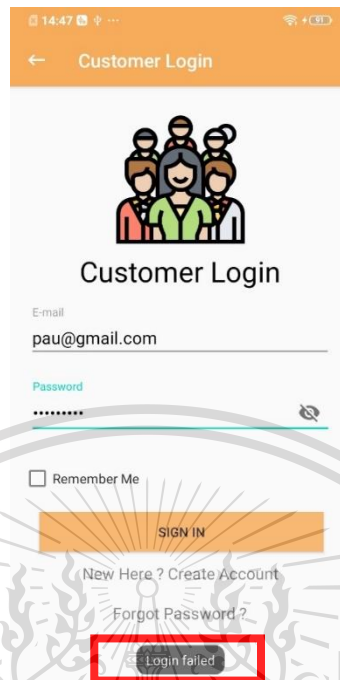 14:47
91
Customer Login
Customer Login
E-mail
pau@gmail.com
Password
•••••••••
Remember Me
SIGN IN
New Here ? Create Account
Forgot Password ?
Login failed